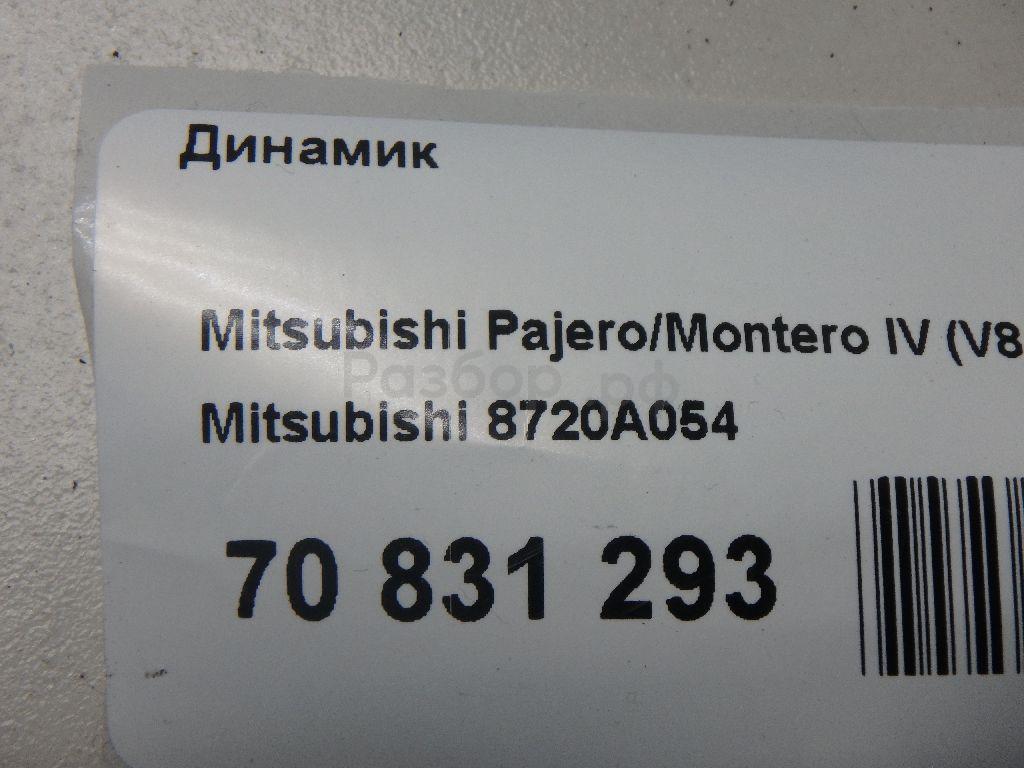 Динамик
Mitsubishi Pajero/Montero IV (V8
Разбор.рф
Mitsubishi 8720A054
70 831 293